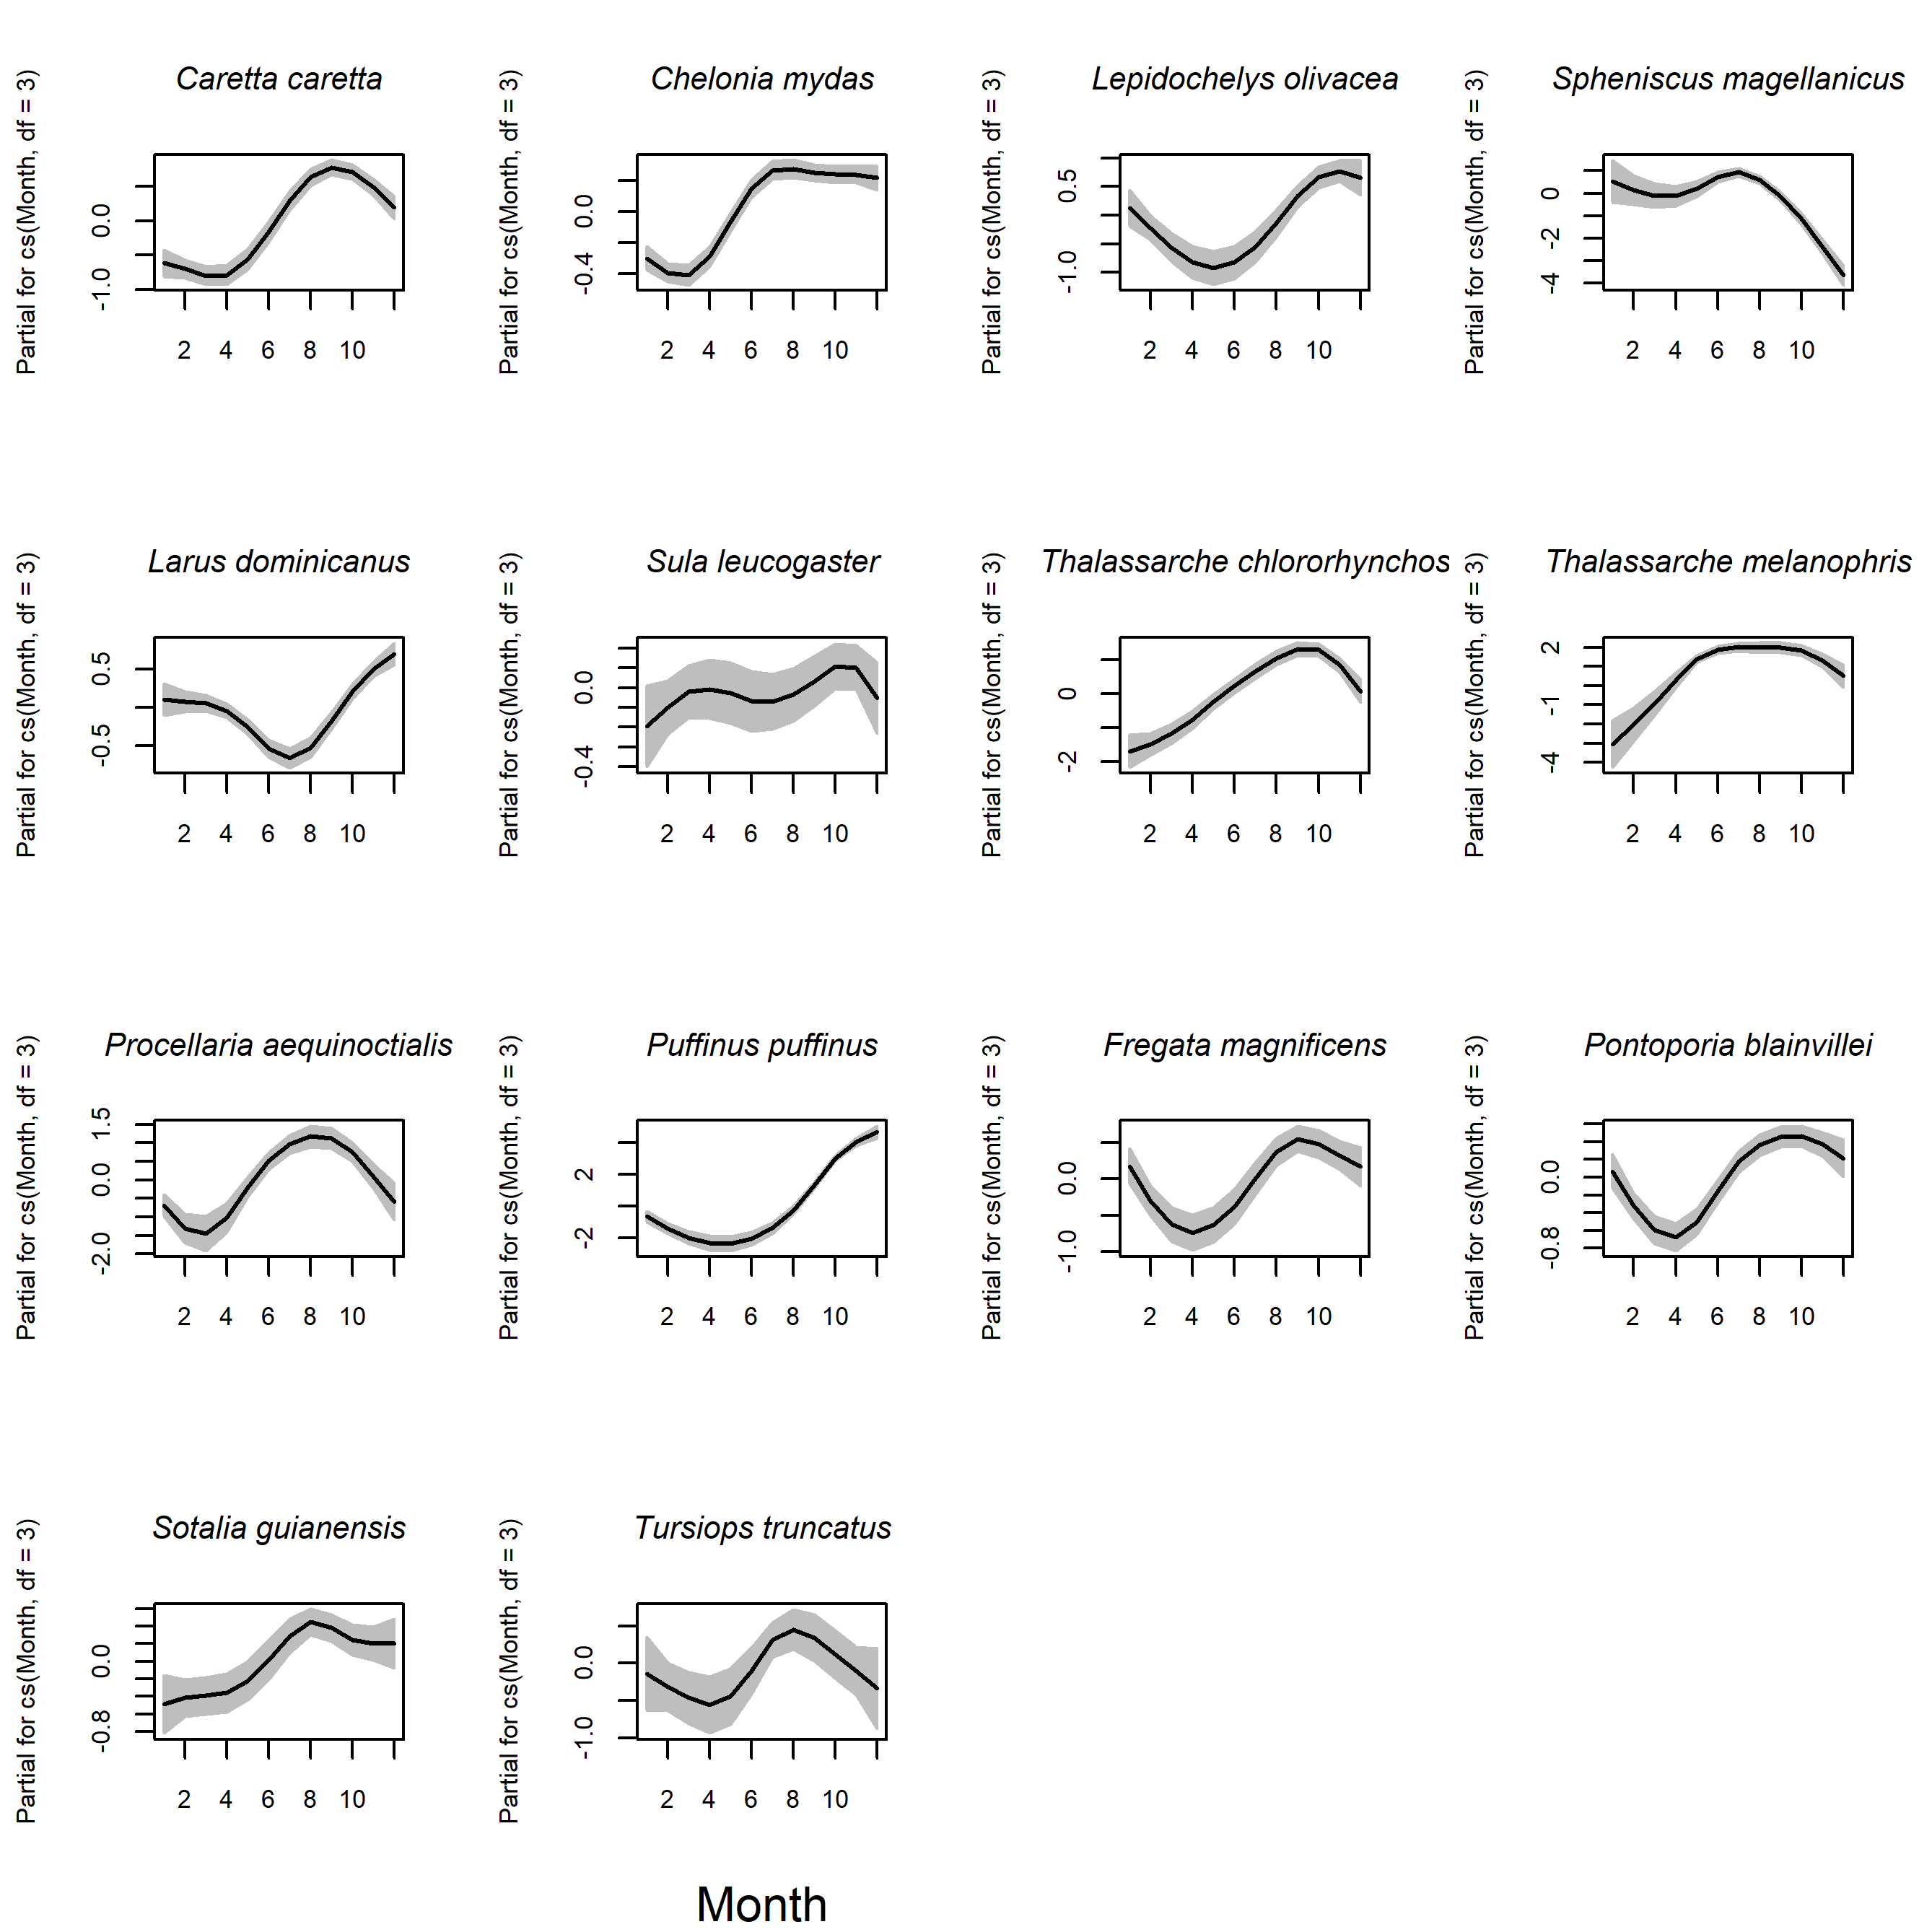 Caretta caretta
Partial for cs(Month, df = 3)
0.0
-1.0
2 4 6 8 10
Chelonia mydas
Partial for cs(Month, df = 3)
0.0
-0.4
2 4 6 8 10
Lepidochelys olivacea
Partial for cs(Month, df = 3)
0.5
-1.0
2 4 6 8 10
Spheniscus magellanicus
Partial for cs(Month, df = 3)
0
-2
-4
2 4 6 8 10
Larus dominicanus
Partial for cs(Month, df = 3)
0.5
-0.5
2 4 6 8 10
Sula leucogaster
Partial for cs(Month, df = 3)
0.0
-0.4
2 4 6 8 10
Thalassarche chlororhynchos
Partial for cs(Month, df = 3)
0
-2
2 4 6 8 10
Thalassarche melanophris
Partial for cs(Month, df = 3)
2
-1
-4
2 4 6 8 10
Procellaria aequinoctialis
Partial for cs(Month, df = 3)
1.5
0.0
-2.0
2 4 6 8 10
Puffinus puffinus
Partial for cs(Month, df = 3)
2
-2
2 4 6 8 10
Fregata magnificens
Partial for cs(Month, df = 3)
0.0
-1.0
2 4 6 8 10
Pontoporia blainvillei
Partial for cs(Month, df = 3)
0.0
-0.8
2 4 6 8 10
Sotalia guianensis
Partial for cs(Month, df = 3)
0.0
-0.8
2 4 6 8 10
Tursiops truncatus
Partial for cs(Month, df = 3)
0.0
-1.0
2 4 6 8 10
Month